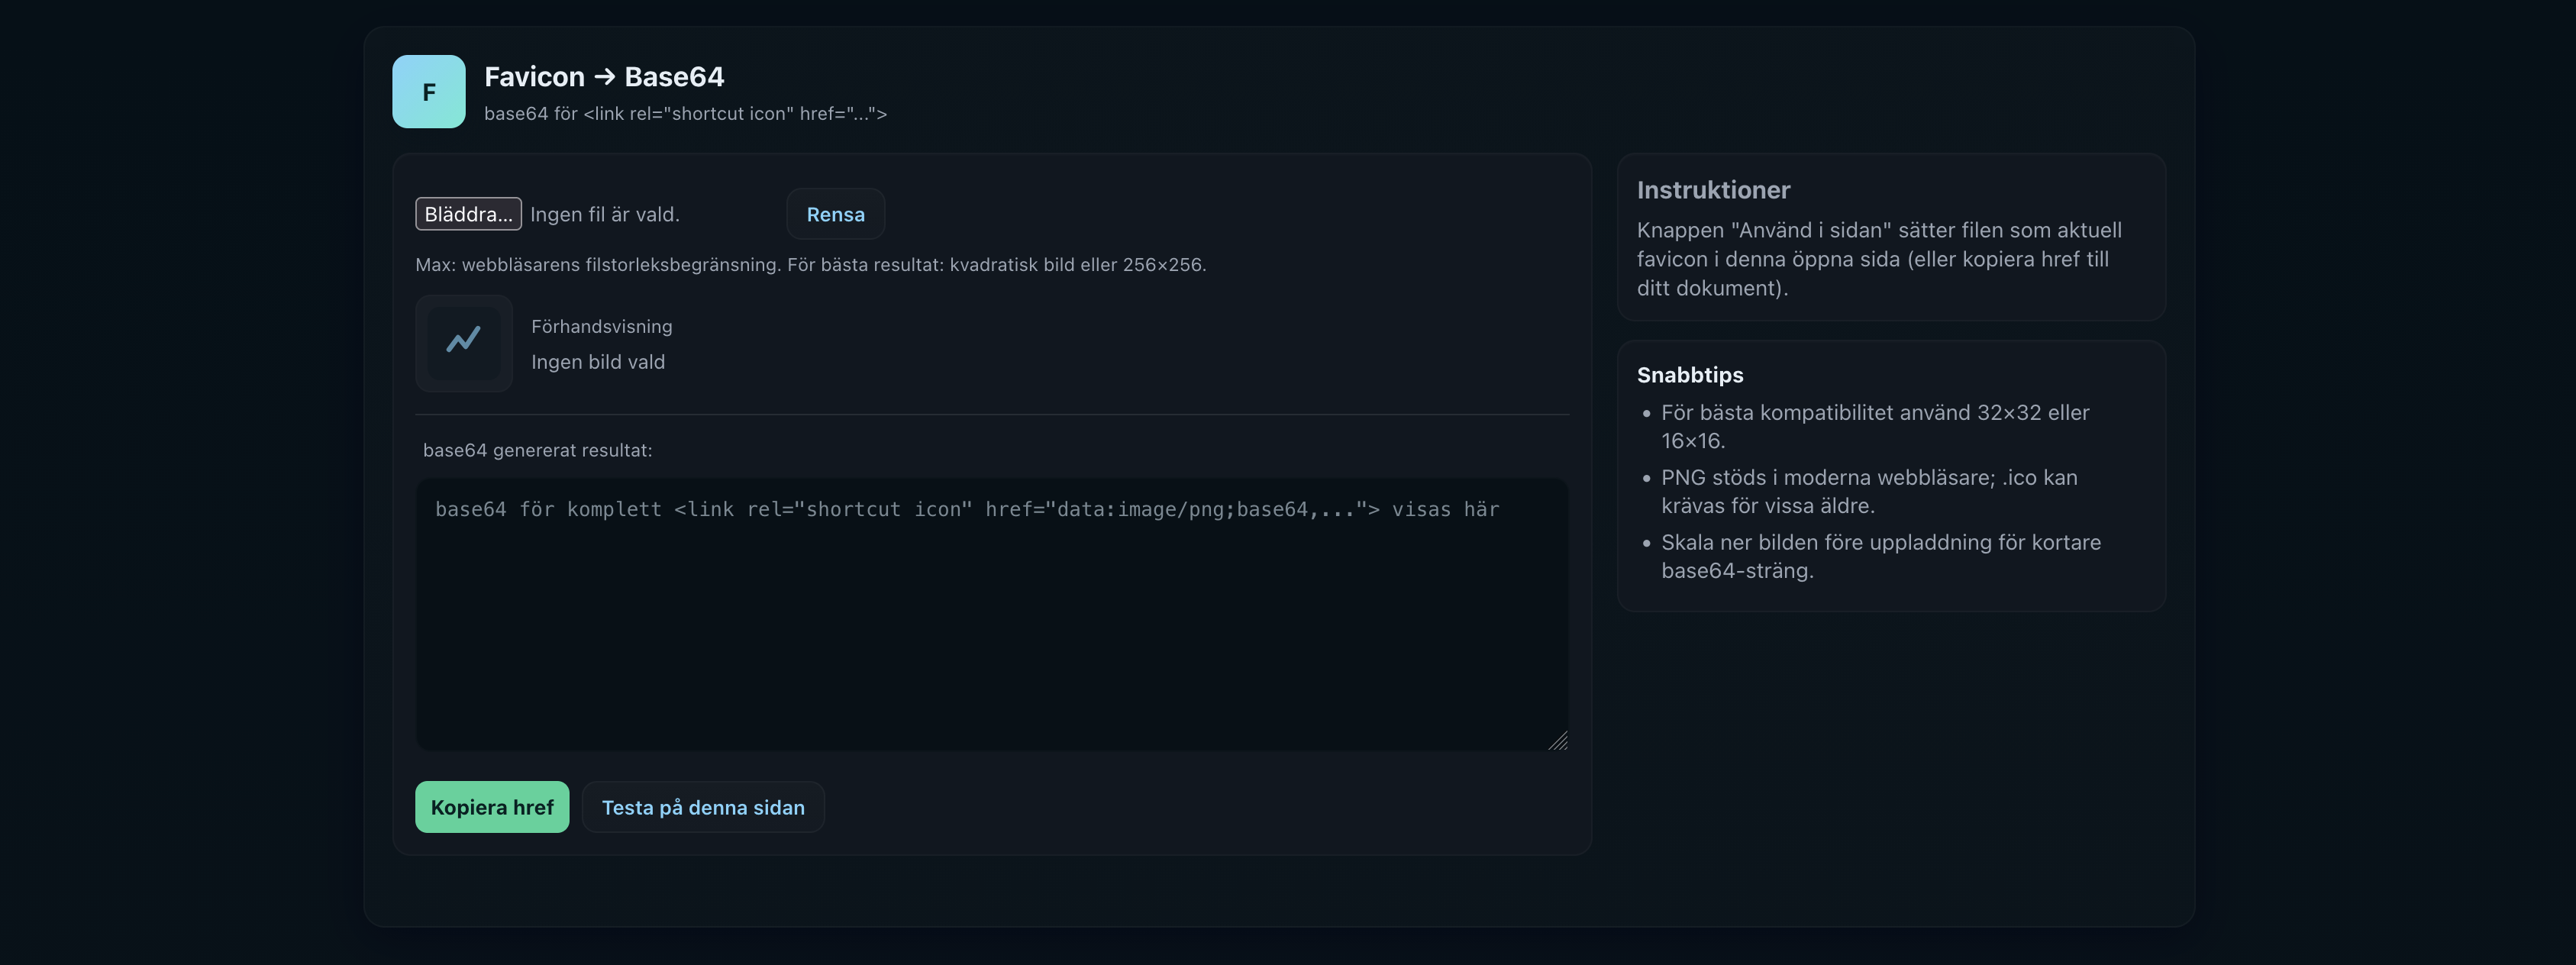 F
Favicon → Base64
base64 för <link rel="shortcut icon" href="...">
Bläddra... Ingen fil är vald. Rensa
Max: webbläsarens filstorleksbegränsning. För bästa resultat: kvadratisk bild eller 256×256.
Förhandsvisning
Ingen bild vald
base64 genererat resultat:
base64 för komplett <link rel="shortcut icon" href="data:image/png;base64,..."> visas här
Kopiera href Testa på denna sidan
Instruktioner
Knappen "Använd i sidan" sätter filen som aktuell
favicon i denna öppna sida (eller kopiera href till
ditt dokument).
Snabbtips
• För bästa kompatibilitet använd 32×32 eller
16×16.
• PNG stöds i moderna webbläsare; .ico kan
krävas för vissa äldre.
• Skala ner bilden före uppladdning för kortare
base64-sträng.